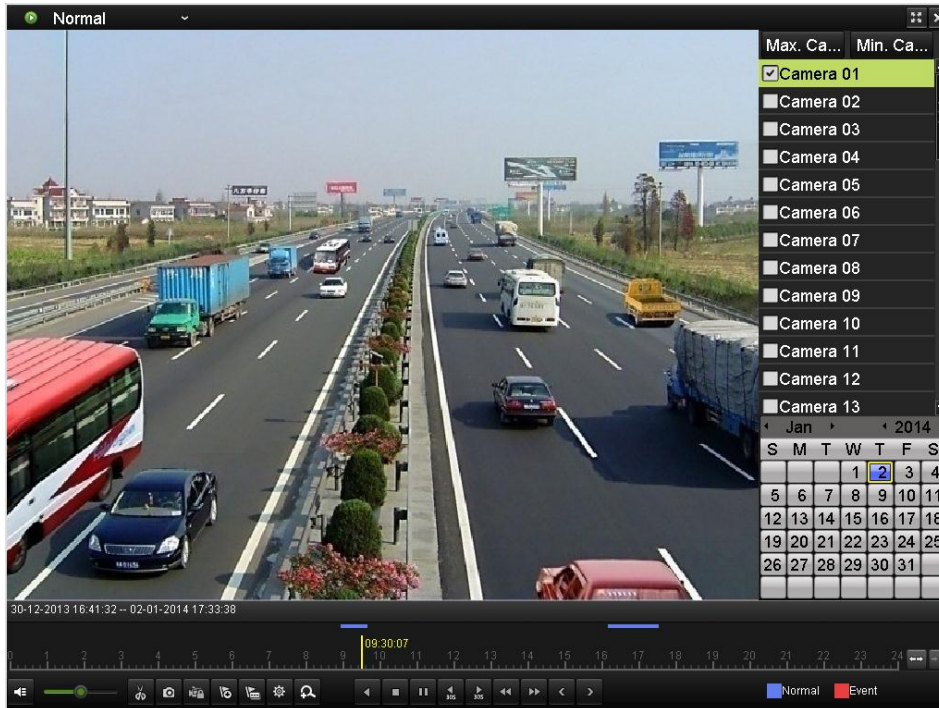 Normal
Max. Ca... Min. Ca...
Camera 01
Camera 02
Camera 03
Camera 04
Camera 05
Camera 06
Camera 07
Camera 08
Camera 09
Camera 10
Camera 11
Camera 12
Camera 13
Jan 2014
S M T W T F S
1 2 3 4
5 6 7 8 9 10 11
12 13 14 15 16 17 18
19 20 21 22 23 24 25
26 27 28 29 30 31
30-12-2013 16:41:32 -- 02-01-2014 17:33:38
09:30:07
0 1 2 3 4 5 6 7 8 9 10 11 12 13 14 15 16 17 18 19 20 21 22 23 24
30S 30S
Normal Event